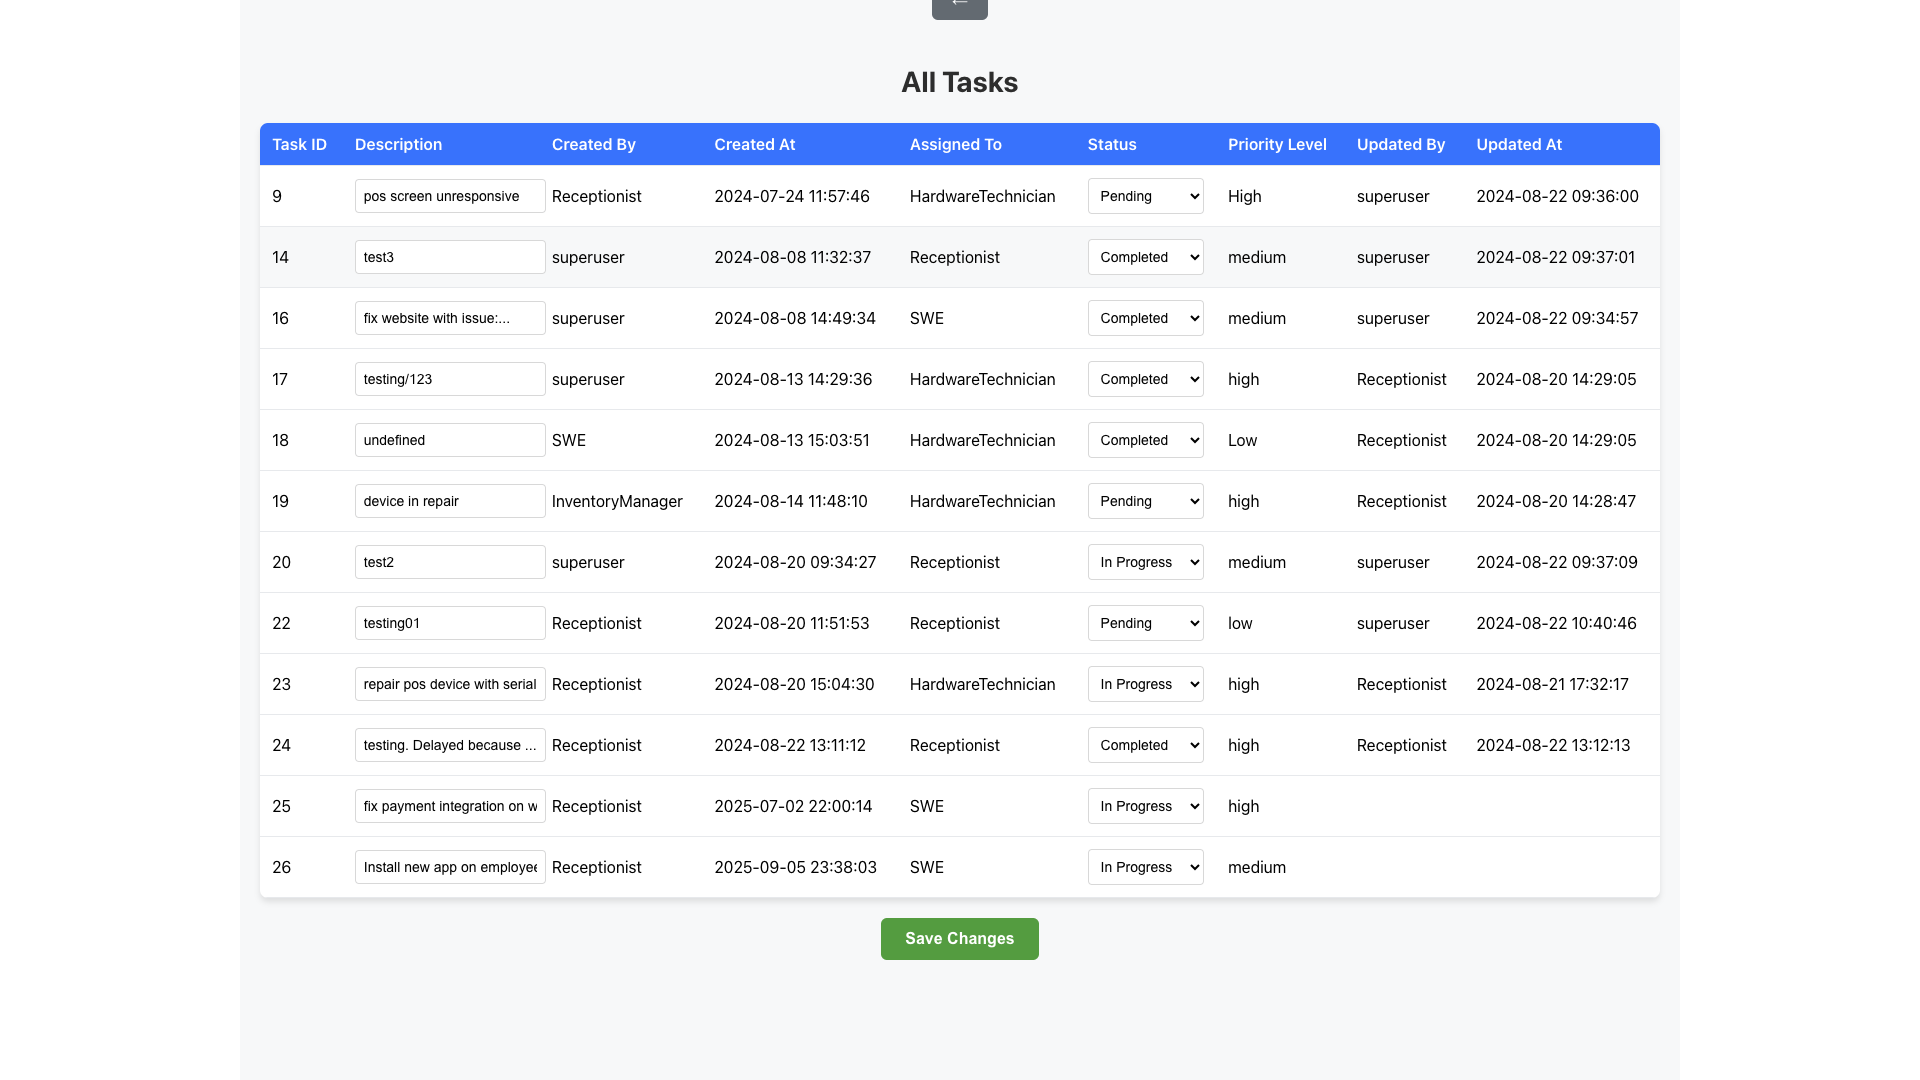 ←
All Tasks
Task ID Description Created By Created At Assigned To Status Priority Level Updated By Updated At
9 pos screen unresponsive Receptionist 2024-07-24 11:57:46 HardwareTechnician Pending High superuser 2024-08-22 09:36:00
14 test3 superuser 2024-08-08 11:32:37 Receptionist Completed medium superuser 2024-08-22 09:37:01
16 fix website with issue:... superuser 2024-08-08 14:49:34 SWE Completed medium superuser 2024-08-22 09:34:57
17 testing/123 superuser 2024-08-13 14:29:36 HardwareTechnician Completed high Receptionist 2024-08-20 14:29:05
18 undefined SWE 2024-08-13 15:03:51 HardwareTechnician Completed Low Receptionist 2024-08-20 14:29:05
19 device in repair InventoryManager 2024-08-14 11:48:10 HardwareTechnician Pending high Receptionist 2024-08-20 14:28:47
20 test2 superuser 2024-08-20 09:34:27 Receptionist In Progress medium superuser 2024-08-22 09:37:09
22 testing01 Receptionist 2024-08-20 11:51:53 Receptionist Pending low superuser 2024-08-22 10:40:46
23 repair pos device with serial Receptionist 2024-08-20 15:04:30 HardwareTechnician In Progress high Receptionist 2024-08-21 17:32:17
24 testing. Delayed because ... Receptionist 2024-08-22 13:11:12 Receptionist Completed high Receptionist 2024-08-22 13:12:13
25 fix payment integration on w Receptionist 2025-07-02 22:00:14 SWE In Progress high
26 Install new app on employee Receptionist 2025-09-05 23:38:03 SWE In Progress medium
Save Changes